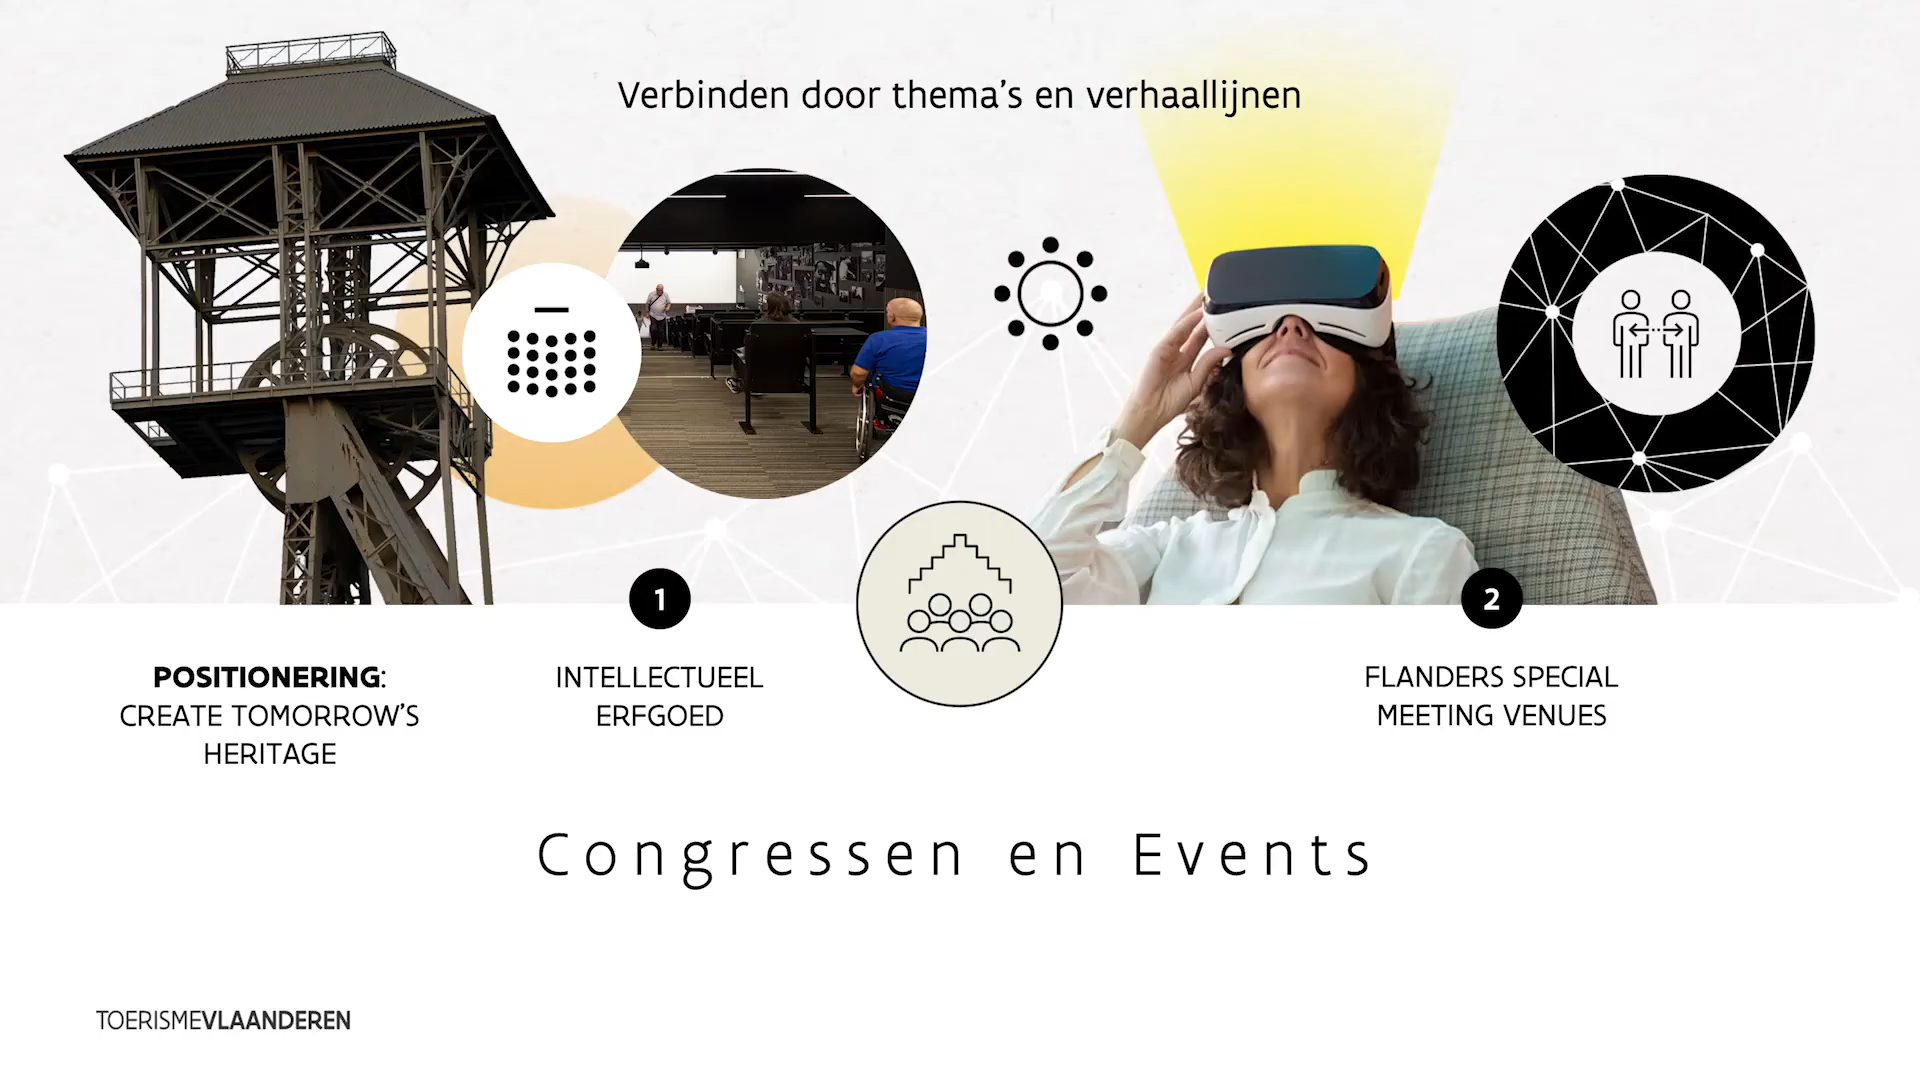 Verbinden door thema’s en verhaallijnen
1
2
POSITIONERING:
CREATE TOMORROW’S
HERITAGE
INTELLECTUEEL
ERFGOED
FLANDERS SPECIAL
MEETING VENUES
Congressen en Events
TOERISMEVLAANDEREN